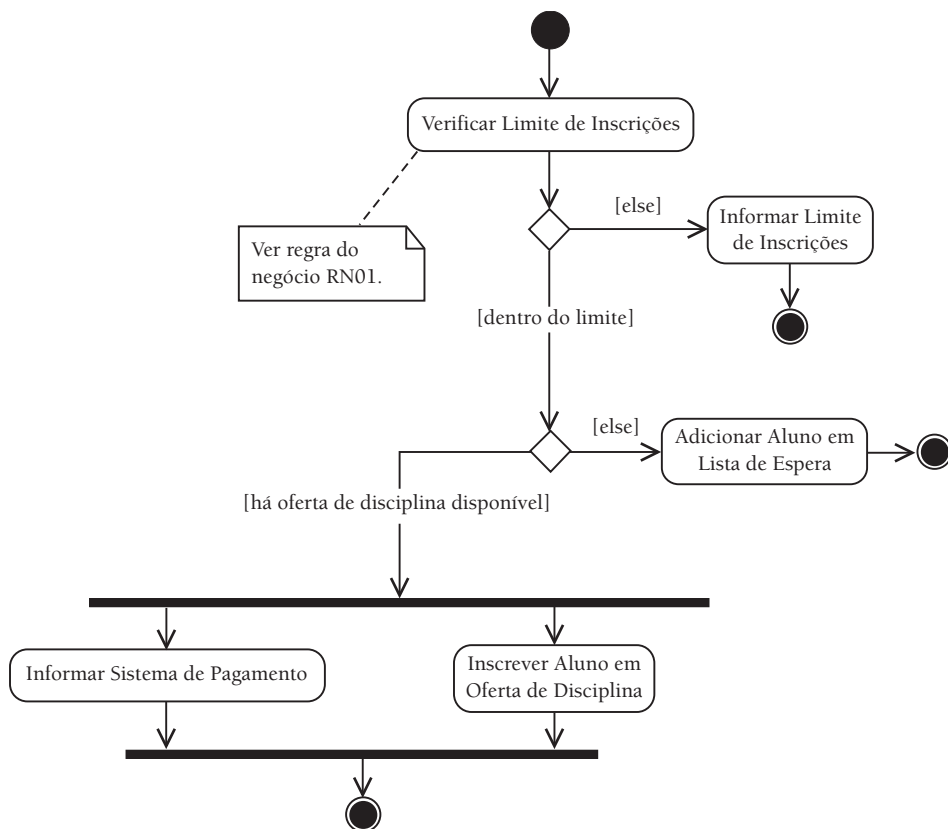 Verificar Limite de Inscrições
[else]
Informar Limite
de Inscrições
Ver regra do
negócio RN01.
[dentro do limite]
[else]
Adicionar Aluno em
Lista de Espera
[há oferta de disciplina disponível]
Informar Sistema de Pagamento
Inscrever Aluno em
Oferta de Disciplina